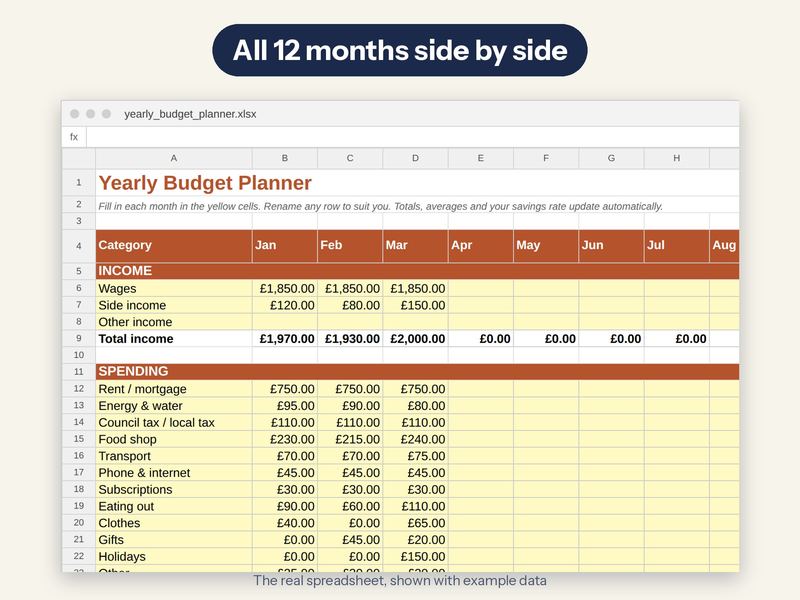 All 12 months side by side
yearly_budget_planner.xlsx
fx
A B C D E F G H
1 Yearly Budget Planner
2 Fill in each month in the yellow cells. Rename any row to suit you. Totals, averages and your savings rate update automatically.
3
4 Category Jan Feb Mar Apr May Jun Jul Aug
5 INCOME
6 Wages £1,850.00 £1,850.00 £1,850.00
7 Side income £120.00 £80.00 £150.00
8 Other income
9 Total income £1,970.00 £1,930.00 £2,000.00 £0.00 £0.00 £0.00 £0.00
10
11 SPENDING
12 Rent / mortgage £750.00 £750.00 £750.00
13 Energy & water £95.00 £90.00 £80.00
14 Council tax / local tax £110.00 £110.00 £110.00
15 Food shop £230.00 £215.00 £240.00
16 Transport £70.00 £70.00 £75.00
17 Phone & internet £45.00 £45.00 £45.00
18 Subscriptions £30.00 £30.00 £30.00
19 Eating out £90.00 £60.00 £110.00
20 Clothes £40.00 £0.00 £65.00
21 Gifts £0.00 £45.00 £20.00
22 Holidays £0.00 £0.00 £150.00
The real spreadsheet, shown with example data